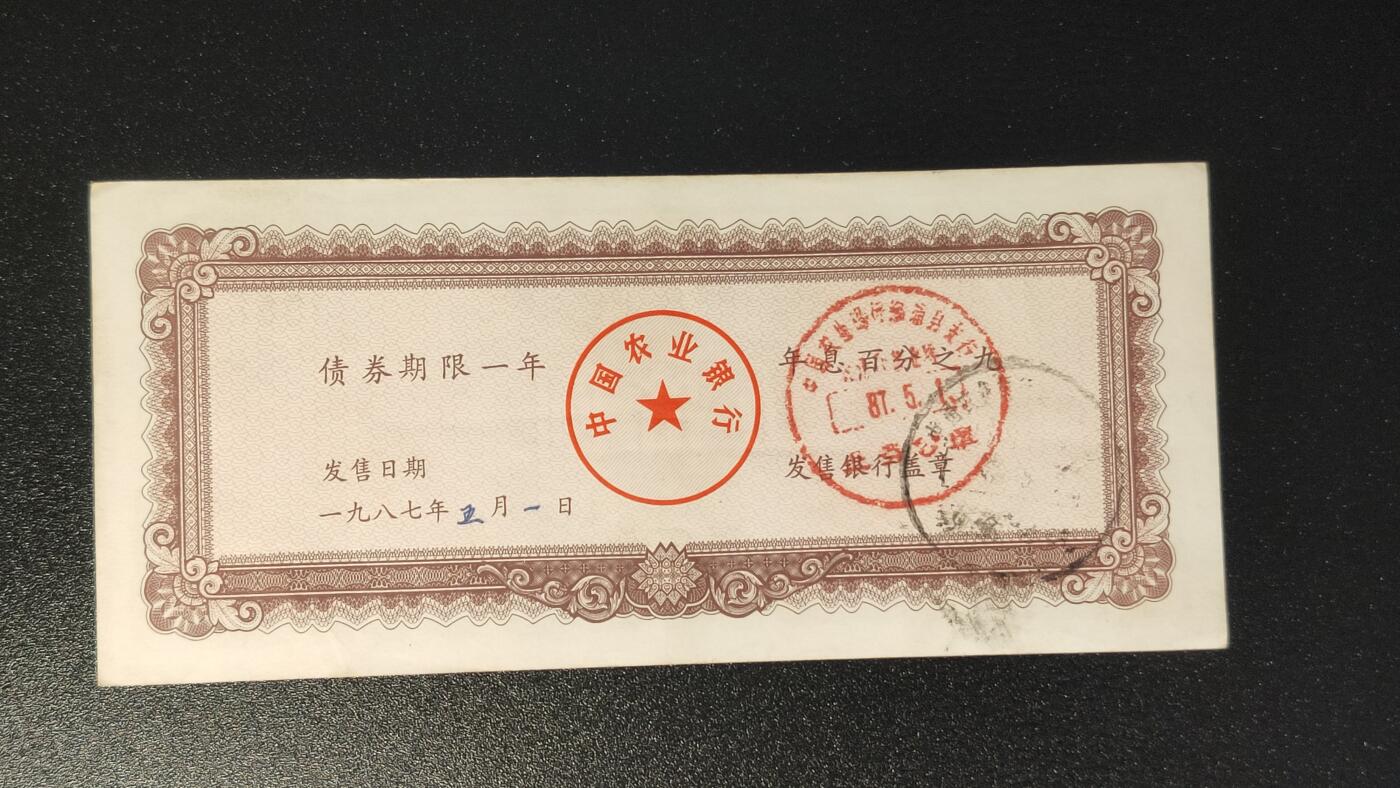 债券期限一年
中国农业银行
年息百分之九
87.5.1
发售日期
发售银行盖章
一九八七年五月一日